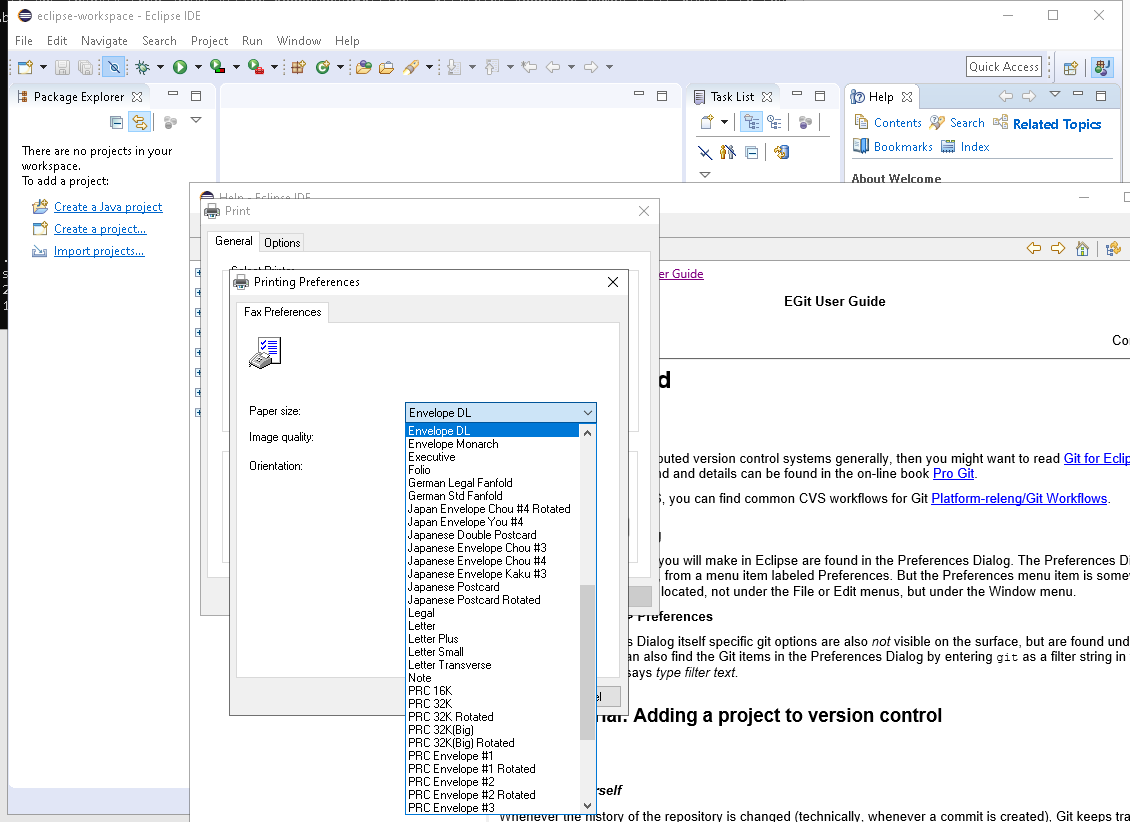 eclipse-workspace - Eclipse IDE
File Edit Navigate Search Project Run Window Help
Quick Access
Package Explorer
There are no projects in your
workspace.
To add a project:
Create a Java project
Create a project...
Import projects...
Task List
Help
Contents Search Related Topics
Bookmarks Index
About Welcome
Help - Eclipse IDE
Print
General Options
Select Printer
Printing Preferences
Fax Preferences
Paper size:
Envelope DL
Image quality:
Orientation:
Envelope DL
Envelope Monarch
Executive
Folio
German Legal Fanfold
German Std Fanfold
Japan Envelope Chou #4 Rotated
Japan Envelope You #4
Japanese Double Postcard
Japanese Envelope Chou #3
Japanese Envelope Chou #4
Japanese Envelope Kaku #3
Japanese Postcard
Japanese Postcard Rotated
Legal
Letter
Letter Plus
Letter Small
Letter Transverse
Note
PRC 16K
PRC 32K
PRC 32K Rotated
PRC 32K(Big)
PRC 32K(Big) Rotated
PRC Envelope #1
PRC Envelope #1 Rotated
PRC Envelope #2
PRC Envelope #2 Rotated
PRC Envelope #3
er Guide
EGit User Guide
Co
d
uted version control systems generally, then you might want to read Git for Eclip
d and details can be found in the on-line book Pro Git.
S, you can find common CVS workflows for Git Platform-releng/Git Workflows.
you will make in Eclipse are found in the Preferences Dialog. The Preferences D
, from a menu item labeled Preferences. But the Preferences menu item is somew
located, not under the File or Edit menus, but under the Window menu.
> Preferences
s Dialog itself specific git options are also not visible on the surface, but are found und
an also find the Git items in the Preferences Dialog by entering git as a filter string in
says type filter text.
rial: Adding a project to version control
rself
Whenever the history of the repository is changed (technically, whenever a commit is created), Git keeps tra